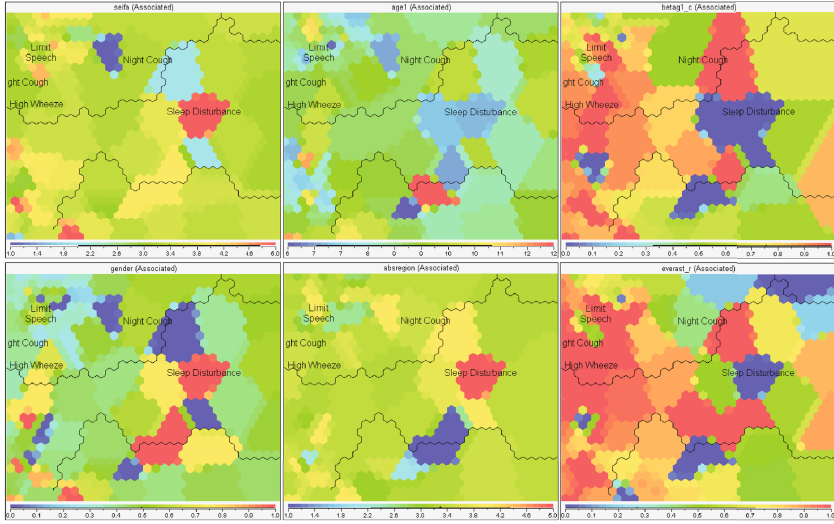 seifa (Associated)
Limit
Speech
Night Cough
ght Cough
High Wheeze
Sleep Disturbance
1.0 1.4 1.8 2.2 2.6 3.0 3.4 3.8 4.2 4.6 5.0 5.4 6.0
age1 (Associated)
Limit
Speech
Night Cough
ght Cough
High Wheeze
Sleep Disturbance
6 7 7 8 9 9 10 10 11 12 12
betag1_c (Associated)
Limit
Speech
Night Cough
ght Cough
High Wheeze
Sleep Disturbance
0.0 0.1 0.2 0.3 0.4 0.5 0.6 0.7 0.8 0.9 1.0
gender (Associated)
Limit
Speech
Night Cough
ght Cough
High Wheeze
Sleep Disturbance
0.0 0.1 0.2 0.3 0.4 0.5 0.6 0.7 0.8 0.9 1.0
absregion (Associated)
Limit
Speech
Night Cough
ght Cough
High Wheeze
Sleep Disturbance
1.0 1.4 1.8 2.2 2.6 3.0 3.4 3.8 4.2 4.6 5.0
everast_r (Associated)
Limit
Speech
Night Cough
ght Cough
High Wheeze
Sleep Disturbance
0.0 0.1 0.2 0.3 0.4 0.5 0.6 0.7 0.8 0.9 1.0